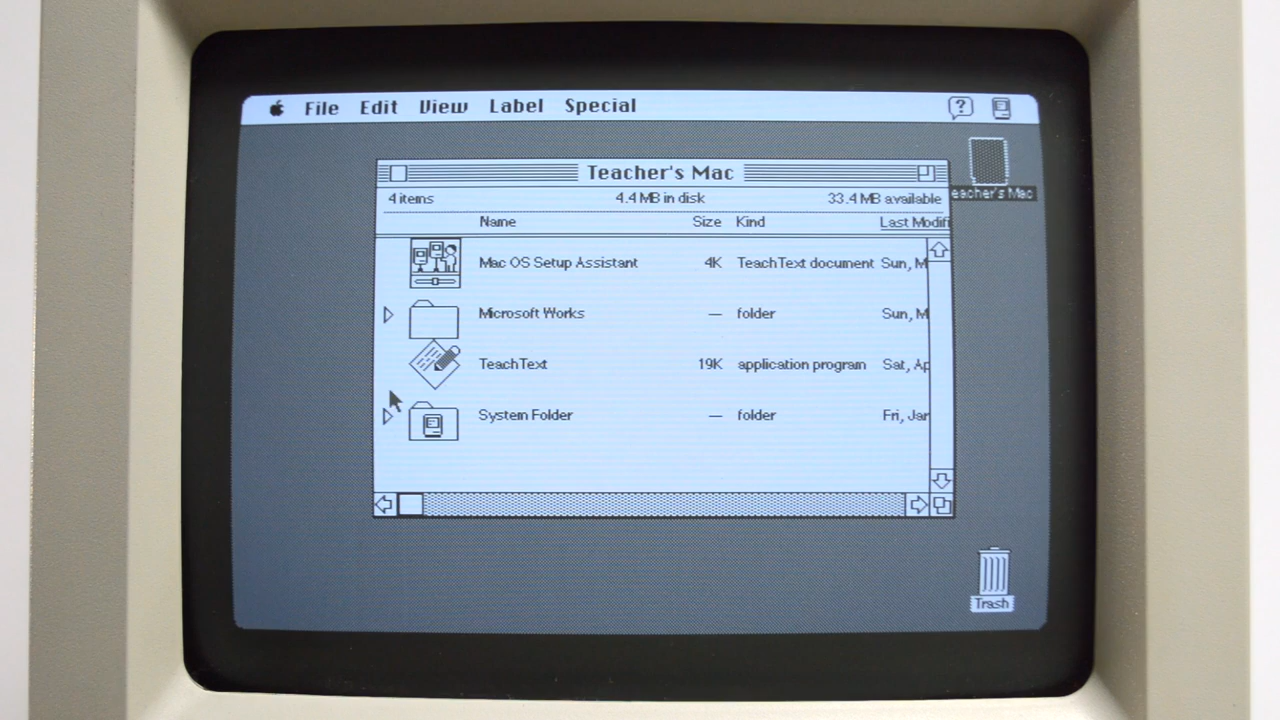 File Edit View Label Special
Teacher's Mac
4 items 4.4 MB in disk 33.4 MB available
Name Size Kind Last Modifi
Mac OS Setup Assistant 4K TeachText document Sun, M
Microsoft Works — folder Sun, M
TeachText 19K application program Sat, Ap
System Folder — folder Fri, Jar
eacher's Mac
Trash